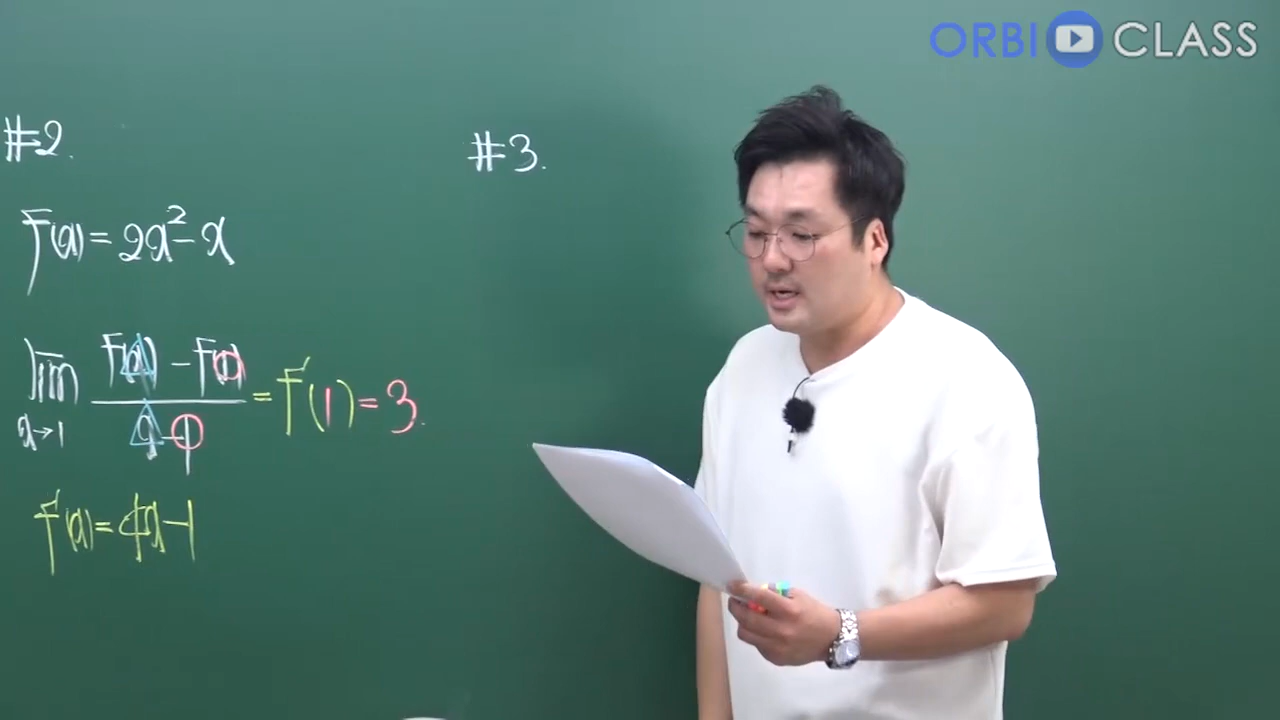 ORBI CLASS
#2.
#3.
f(x)=2x²-x
lim x→1 (f(x)-f(1))/(x-1) = f'(1)=3.
f'(x)=4x-1